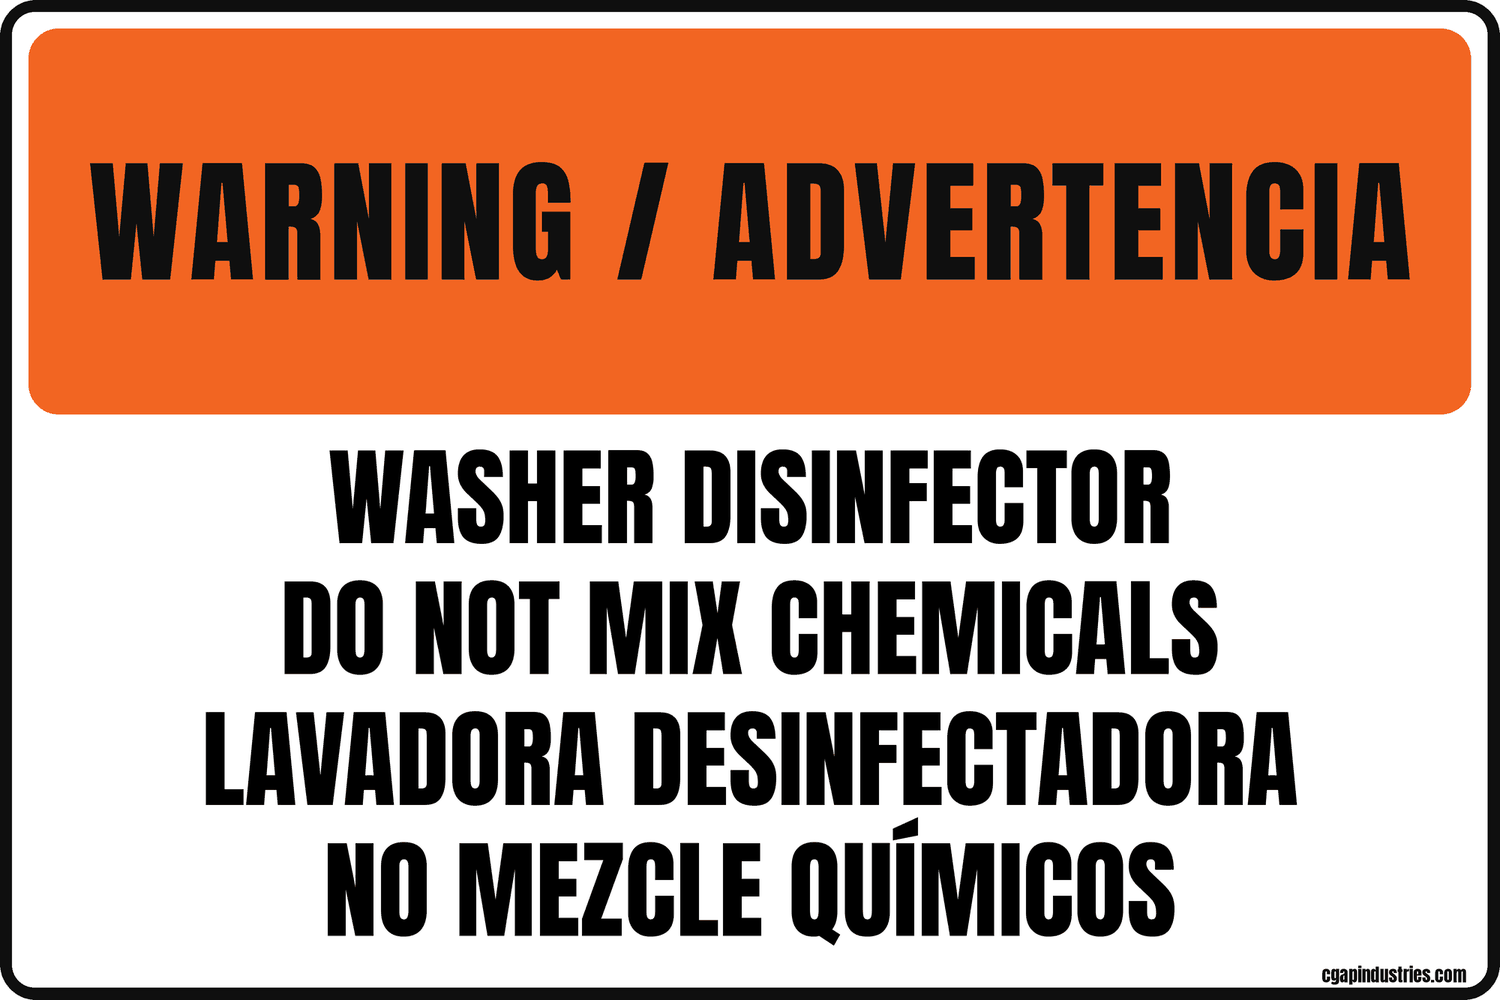 WARNING / ADVERTENCIA
WASHER DISINFECTOR
DO NOT MIX CHEMICALS
LAVADORA DESINFECTADORA
NO MEZCLE QUÍMICOS
cgapindustries.com